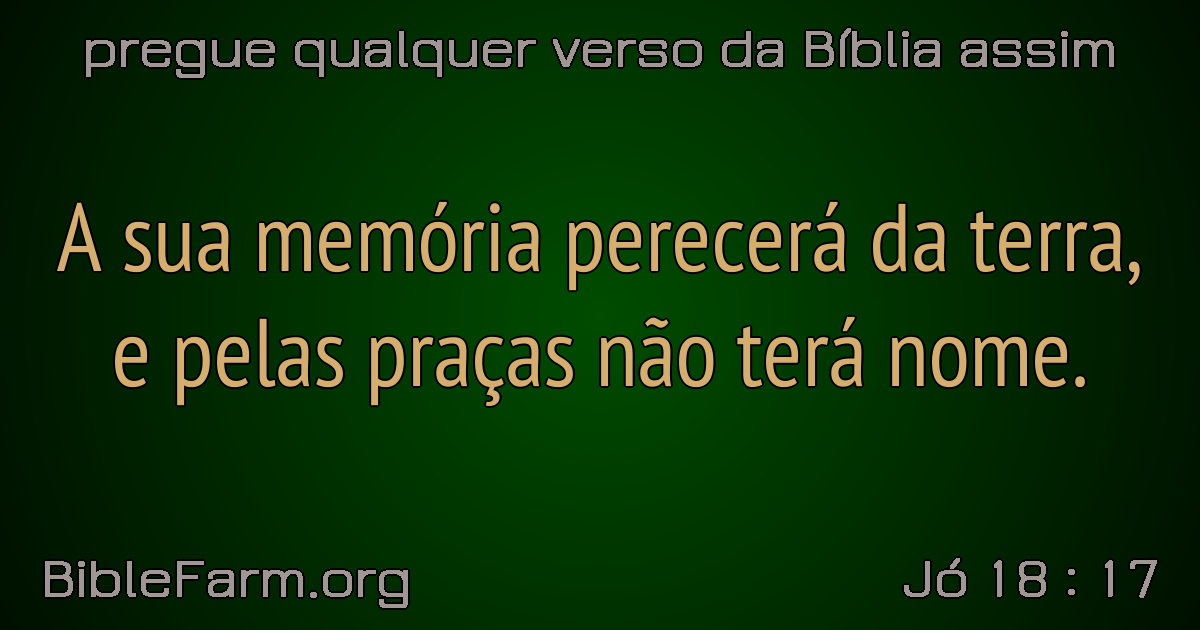 pregue qualquer verso da Bíblia assim
A sua memória perecerá da terra,
e pelas praças não terá nome.
BibleFarm.org
Jó 18 : 17